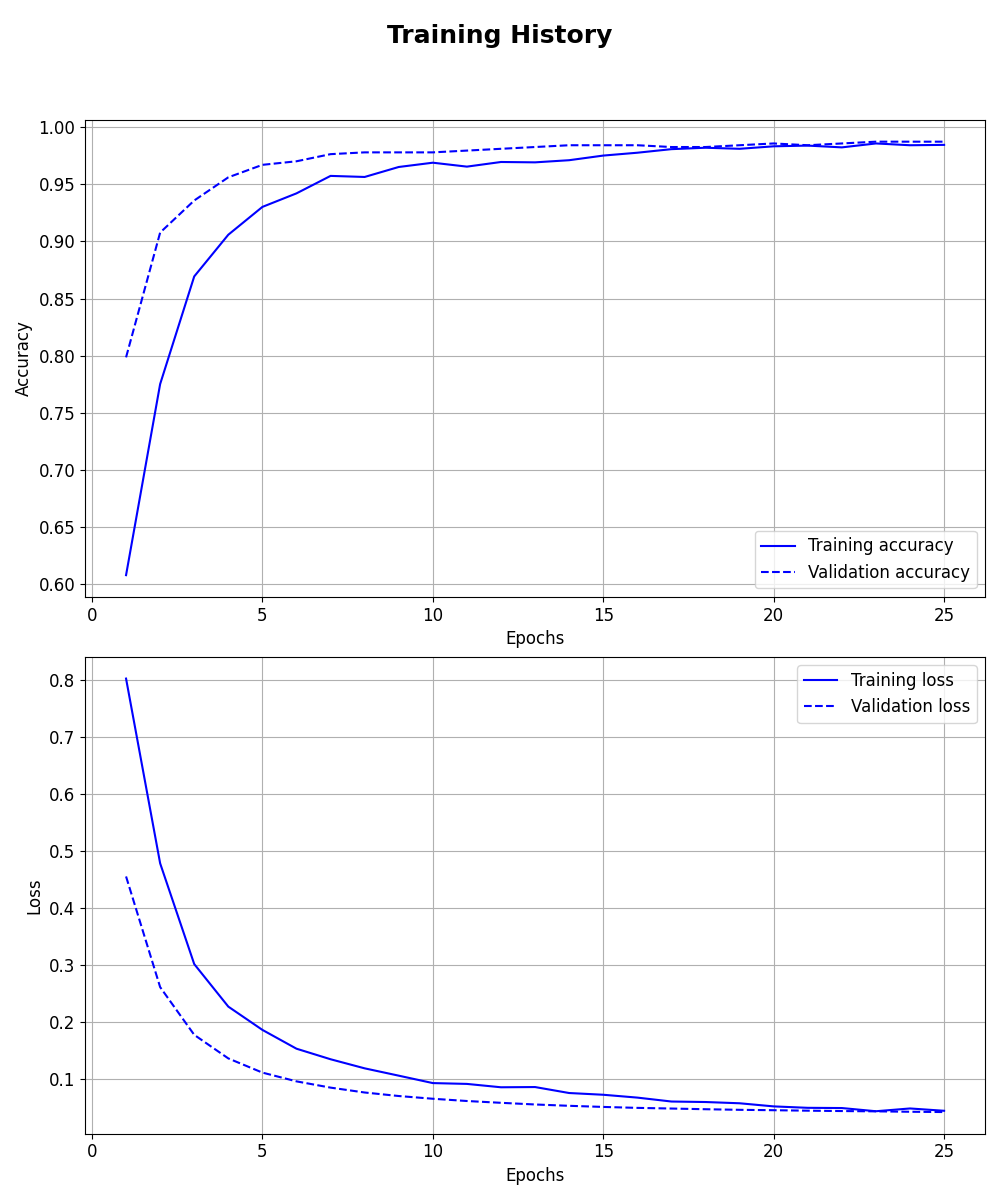 Training History
1.00
0.95
0.90
0.85
0.80
0.75
0.70
0.65
0.60
Accuracy
Training accuracy
Validation accuracy
0 5 10 15 20 25
Epochs
0.8
0.7
0.6
0.5
0.4
0.3
0.2
0.1
Loss
Training loss
Validation loss
0 5 10 15 20 25
Epochs